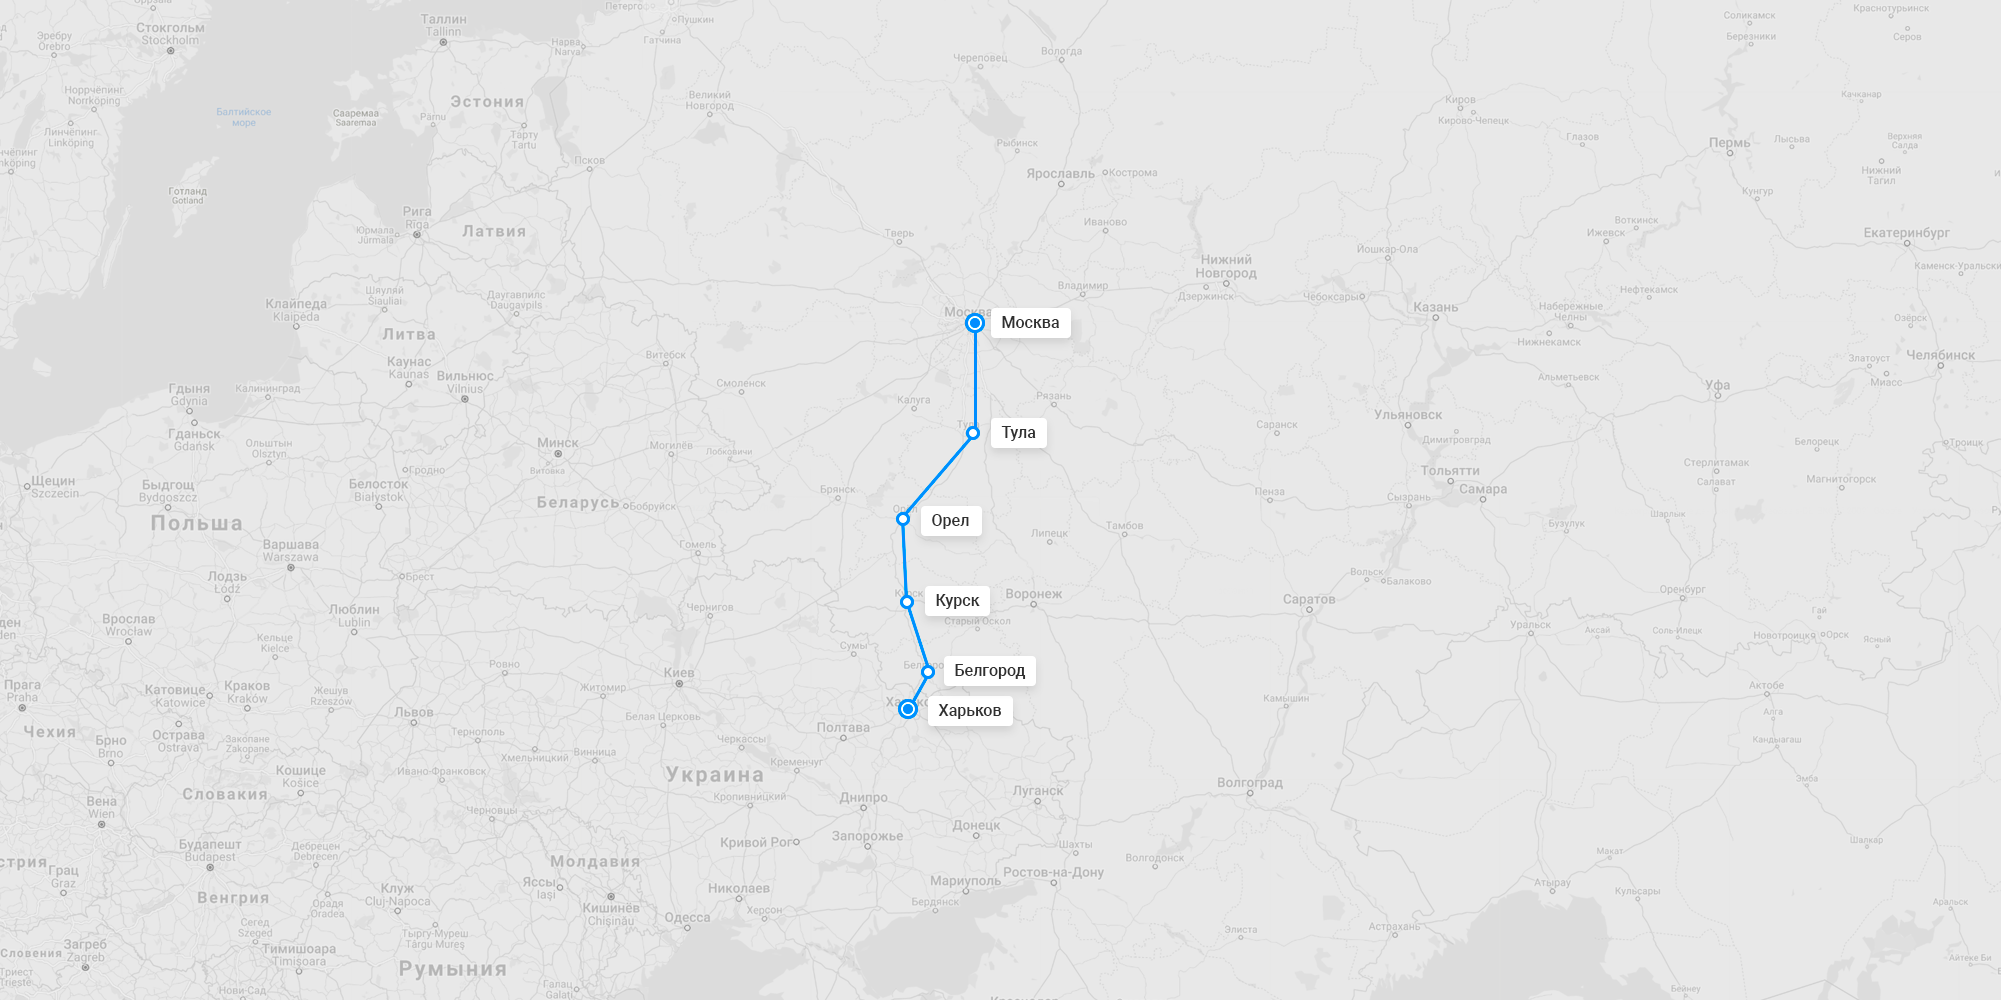 Петерго
Пушкин
Гатчина
Стокгольм
Stockholm
Таллин
Tallinn
Эребру
Örebro
Нарва
Narva
Череповец
Вологда
Соликамск
Березники
Краснотурьинск
Серов
Норрчёпинг
Norrköping
Балтийское
море
Эстония
Сааремаа
Saaremaa
Pärnu
Великий
Новгород
Киров
Кирово-Чепецк
Качканар
Линчёпинг
Linköping
Тарту
Tartu
Рыбинск
Глазов
Пермь
Лысьва
Верхняя
Салда
Псков
Ярославль
Кострома
Нижний
Тагил
Готланд
Gotland
Кунгур
Рига
Rīga
Юрмала
Jūrmala
Латвия
Тверь
Иваново
Воткинск
Ижевск
Екатеринбург
Йошкар-Ола
Нижний
Новгород
Каменск-Уральски
Шяуляй
Šiauliai
Даугавпилс
Daugavpils
Владимир
Дзержинск
Чебоксары
Нефтекамск
Клайпеда
Klaipėda
Москва
Москва
Казань
Набережные
Челны
Озёрск
Литва
Нижнекамск
Витебск
Златоуст
Челябинск
Миасс
Каунас
Kaunas
Вильнюс
Vilnius
Смоленск
Альметьевск
Уфа
Гдыня
Gdynia
Калининград
Калуга
Рязань
Ульяновск
Гданьск
Gdańsk
Тула
Саранск
Димитровград
Белорецк
Троицк
Ольштын
Olsztyn
Минск
Могилёв
Витовка
Гродно
Тольятти
Стерлитамак
Салават
Магнитогорск
Щецин
Szczecin
Быдгощ
Bydgoszcz
Белосток
Białystok
Брянск
Пенза
Сызрань
Самара
Беларусь
Бобруйск
Польша
Орел
Тамбов
Липецк
Бузулук
Шарлык
Варшава
Warszawa
Гомель
Брест
Вольск
Балаково
Лодзь
Łódź
Курск
Воронеж
Саратов
Оренбург
Люблин
Lublin
Чернигов
Старый Оскол
Уральск
Гай
Вроцлав
Wrocław
Аксай
Соль-Илецк
Новотроицк
Орск
Ясный
Кельце
Kielce
Сумы
Ровно
Киев
Белгород
Прага
Praha
Катовице
Katowice
Краков
Kraków
Жешув
Rzeszów
Житомир
Камышин
Актобе
Харьков
Львов
Белая Церковь
Полтава
Алга
Чехия
Брно
Brno
Острава
Ostrava
Закопане
Zakopane
Тернополь
Хмельницкий
Винница
Черкассы
Кандыагаш
Кошице
Košice
Ивано-Франковск
Украина
Кременчуг
Эмба
Словакия
Вена
Wien
Черновцы
Кропивницкий
Днипро
Луганск
Волгоград
Будапешт
Budapest
Дебрецен
Debrecen
Кривой Рог
Запорожье
Донецк
Шахты
Шалкар
Макат
Молдавия
Волгодонск
Грац
Graz
Венгрия
Клуж
Cluj-Napoca
Яссы
Iași
Николаев
Мариуполь
Ростов-на-Дону
Атырау
Кульсары
Орадя
Oradea
Кишинёв
Chișinău
Одесса
Херсон
Бердянск
Аральск
Сегед
Szeged
Тыргу-Муреш
Târgu Mureș
Элиста
Астрахань
Загреб
Zagreb
Тимишоара
Timișoara
Румыния
Нови-Сад
Галац
Galați
Бейнеу